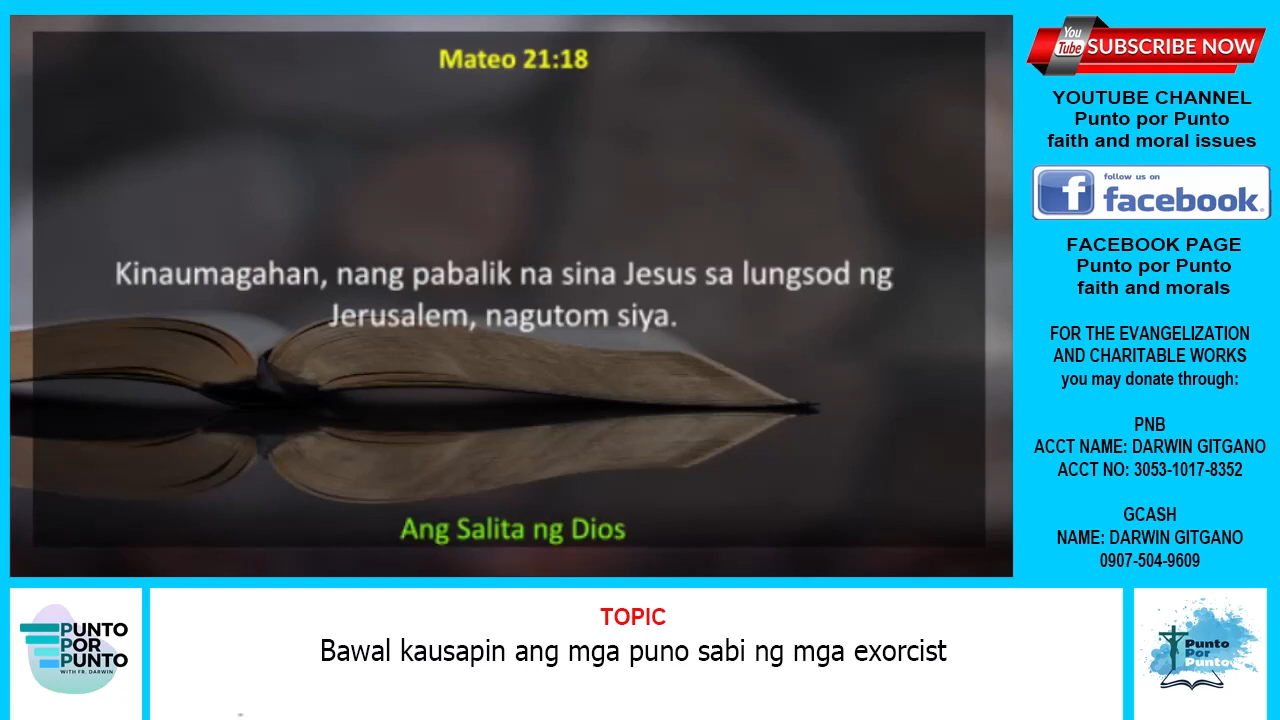 Mateo 21:18
Kinaumagahan, nang pabalik na sina Jesus sa lungsod ng
Jerusalem, nagutom siya.
Ang Salita ng Dios
You
Tube
SUBSCRIBE NOW
YOUTUBE CHANNEL
Punto por Punto
faith and moral issues
follow us on
f
facebook.
FACEBOOK PAGE
Punto por Punto
faith and morals
FOR THE EVANGELIZATION
AND CHARITABLE WORKS
you may donate through:
PNB
ACCT NAME: DARWIN GITGANO
ACCT NO: 3053-1017-8352
GCASH
NAME: DARWIN GITGANO
0907-504-9609
PUNTO
POR
PUNTO
WITH FR. DARWIN
TOPIC
Bawal kausapin ang mga puno sabi ng mga exorcist
Punto
Por
Punto